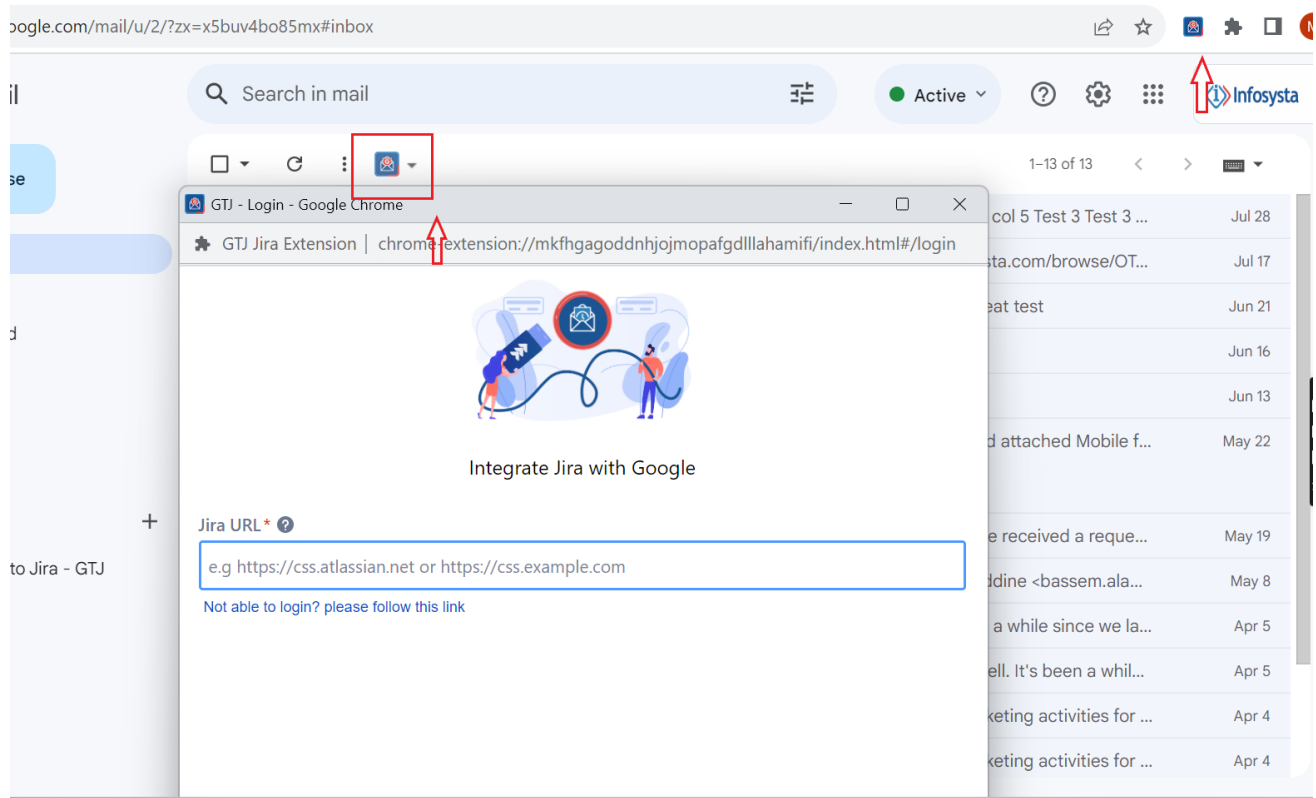 oogle.com/mail/u/2/?zx=x5buv4bo85mx#inbox
il
Search in mail
Active
Infosysta
se
1–13 of 13
GTJ - Login - Google Chrome
GTJ Jira Extension | chrome-extension://mkfhgagoddnhjojmopafgdlllahamifi/index.html#/login
col 5 Test 3 Test 3 ... Jul 28
sta.com/browse/OT... Jul 17
eat test Jun 21
d
Jun 16
Jun 13
d attached Mobile f... May 22
Integrate Jira with Google
Jira URL* ?
e received a reque... May 19
to Jira - GTJ
e.g https://css.atlassian.net or https://css.example.com
ldine <bassem.ala... May 8
Not able to login? please follow this link
a while since we la... Apr 5
ell. It's been a whil... Apr 5
keting activities for ... Apr 4
keting activities for ... Apr 4